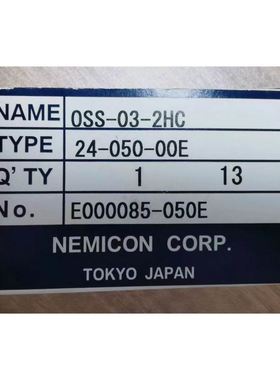 NAME OSS-03-2HC
TYPE 24-050-00E
Q'TY 1 13
No. E000085-050E
NEMICON CORP.
TOKYO JAPAN